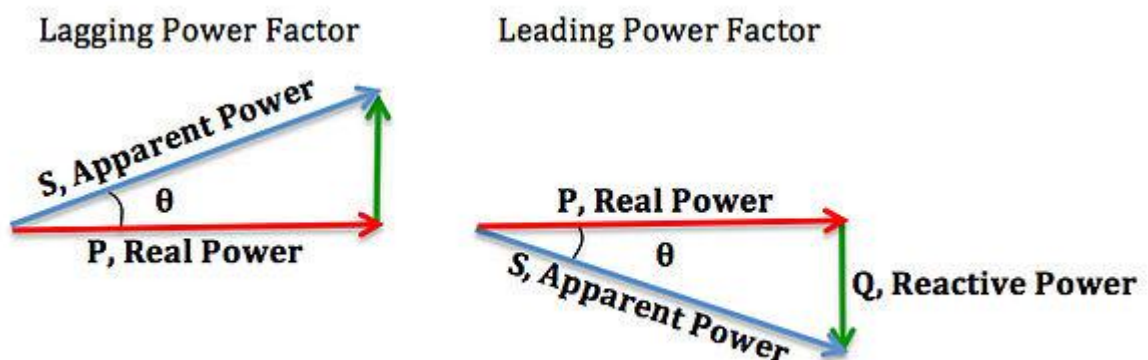 Lagging Power Factor
S, Apparent Power
θ
P, Real Power
Leading Power Factor
P, Real Power
θ
S, Apparent Power
Q, Reactive Power